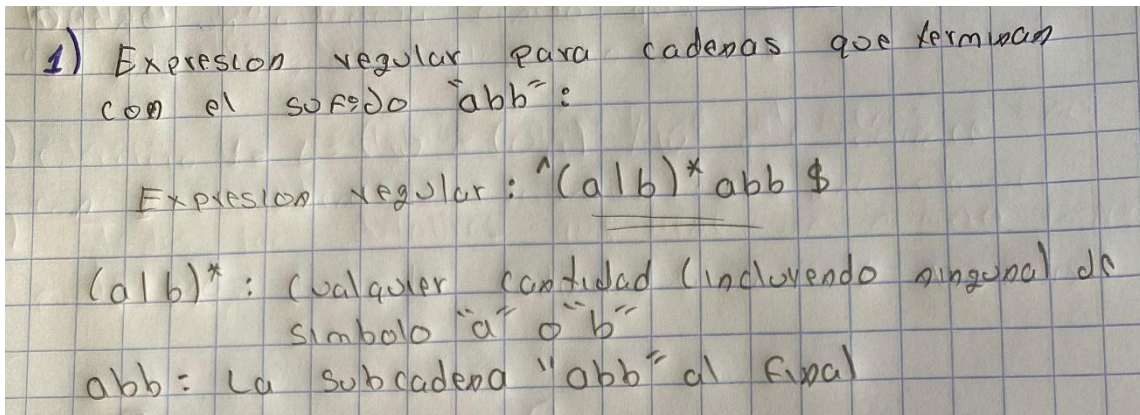 1) Expresion regular para cadenas que terminan
con el sufijo "abb":
Expresion regular: ^(a|b)* abb $
(a|b)* : Cualquier cantidad (incluyendo ninguna) de
simbolo "a" o "b"
abb: La subcadena "abb" al final